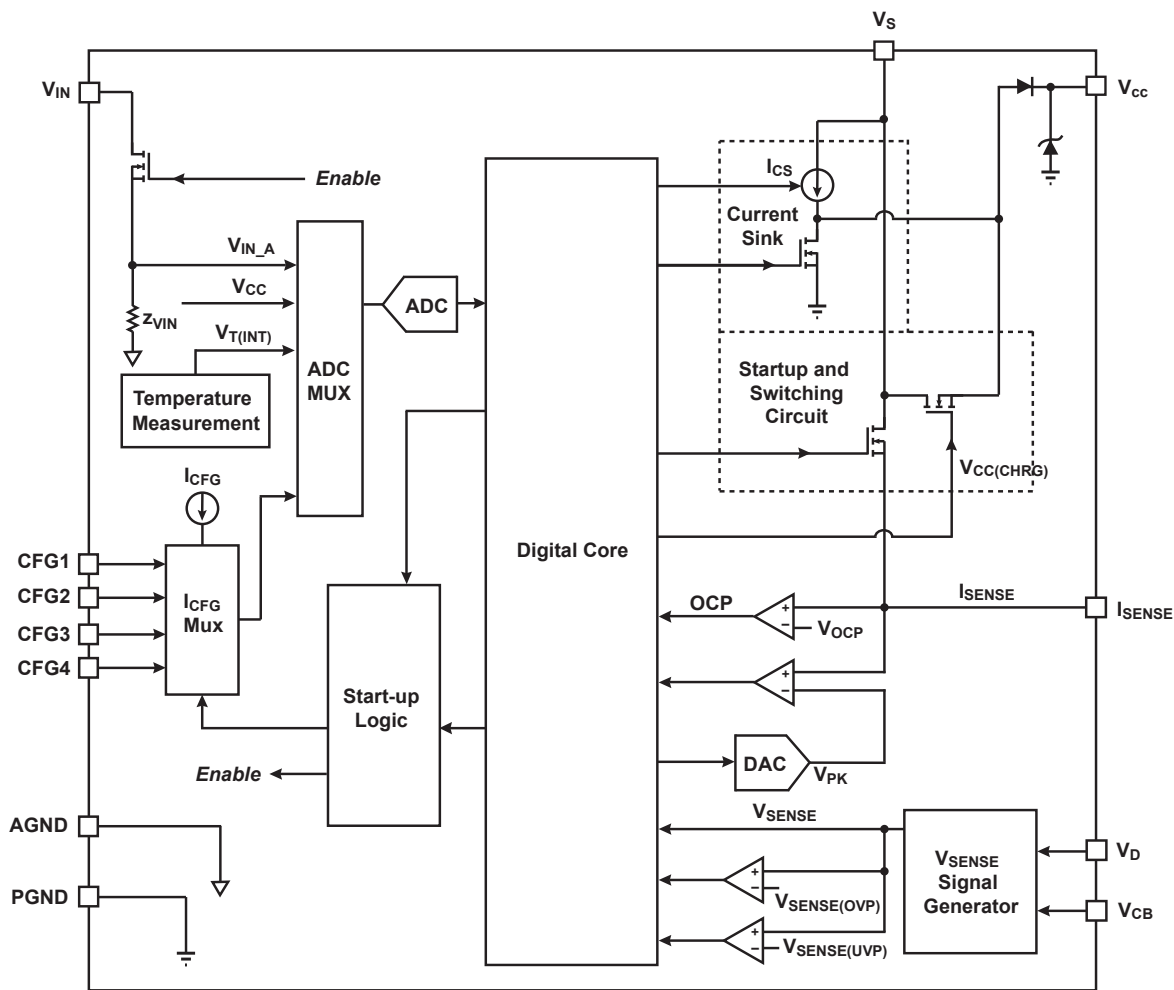 V_S
V_IN
V_cc
Enable
I_CS
Current
Sink
V_IN_A
V_CC
ADC
z_VIN
V_T(INT)
ADC
MUX
Temperature
Measurement
Startup and
Switching
Circuit
V_CC(CHRG)
I_CFG
Digital Core
CFG1
CFG2
CFG3
CFG4
I_CFG
Mux
OCP
V_OCP
I_SENSE
I_SENSE
Start-up
Logic
Enable
DAC
V_PK
AGND
PGND
V_SENSE
V_SENSE(OVP)
V_SENSE(UVP)
V_SENSE
Signal
Generator
V_D
V_CB